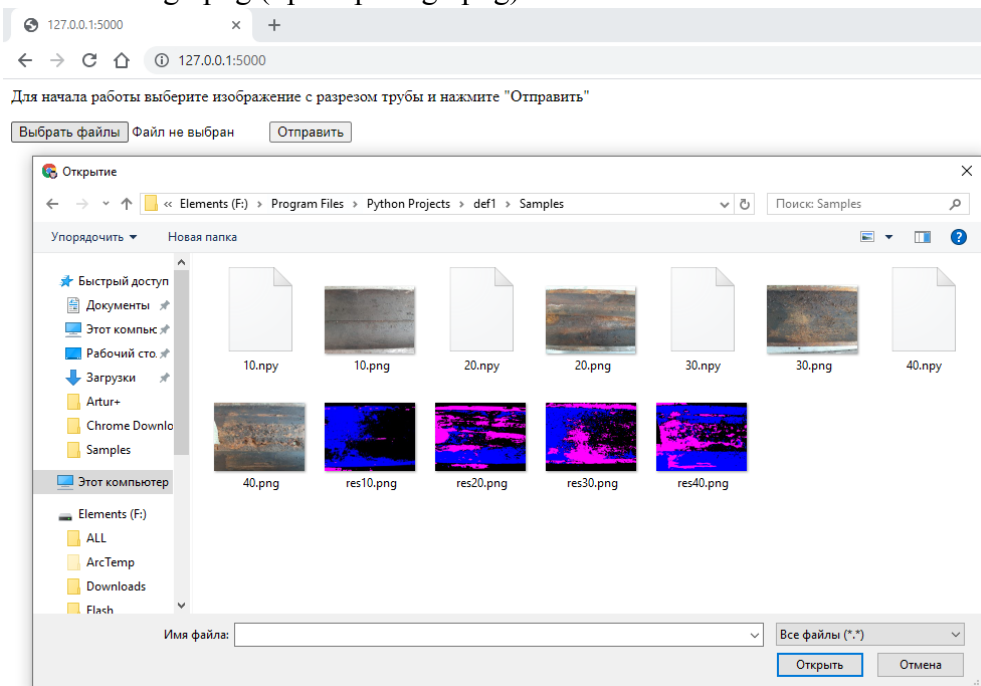 127.0.0.1:5000
127.0.0.1:5000
Для начала работы выберите изображение с разрезом трубы и нажмите "Отправить"
Выбрать файлы Файл не выбран Отправить
Открытие
« Elements (F:) › Program Files › Python Projects › def1 › Samples Поиск: Samples
Упорядочить Новая папка
Быстрый доступ
Документы
Этот компьк
Рабочий сто
Загрузки
Artur+
Chrome Downlo
Samples
Этот компьютер
Elements (F:)
ALL
ArcTemp
Downloads
Flash
10.npy 10.png 20.npy 20.png 30.npy 30.png 40.npy
40.png res10.png res20.png res30.png res40.png
Имя файла: Все файлы (*.*)
Открыть Отмена